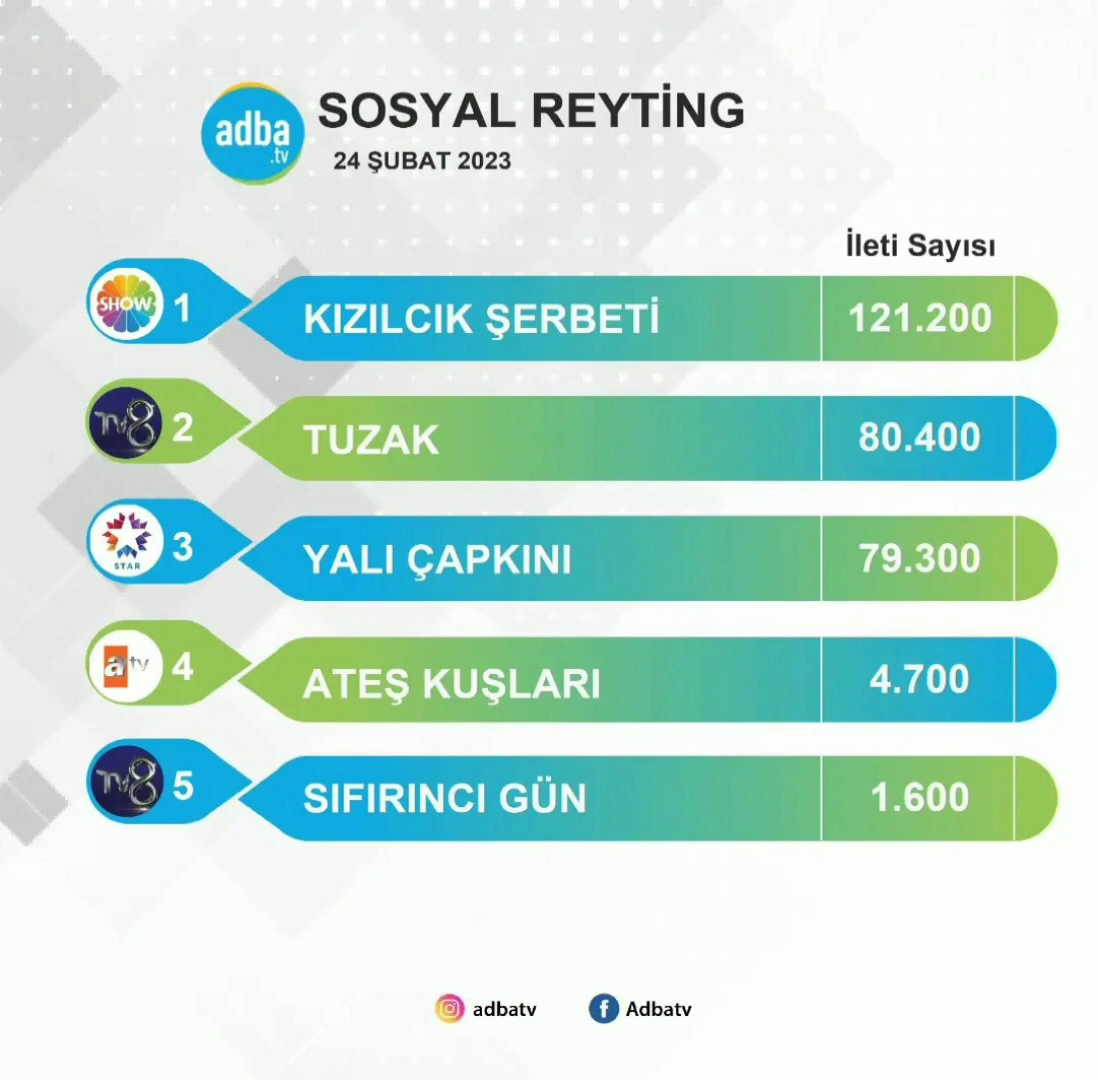 adba
.tv
SOSYAL REYTİNG
24 ŞUBAT 2023
İleti Sayısı
SHOW 1 KIZILCIK ŞERBETİ 121.200
TV8 2 TUZAK 80.400
STAR 3 YALI ÇAPKINI 79.300
atv 4 ATEŞ KUŞLARI 4.700
TV8 5 SIFIRINCI GÜN 1.600
adbatv Adbatv